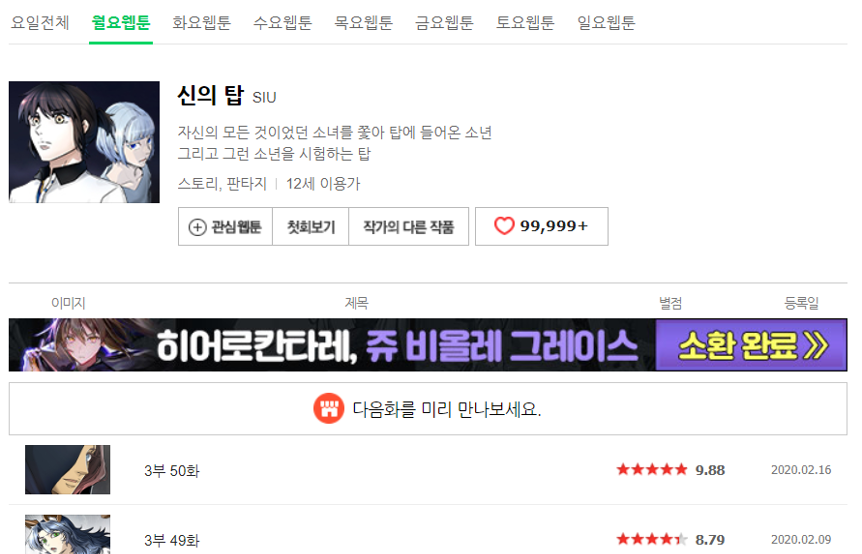 요일전체 월요웹툰 화요웹툰 수요웹툰 목요웹툰 금요웹툰 토요웹툰 일요웹툰
신의 탑 SIU
자신의 모든 것이었던 소녀를 쫓아 탑에 들어온 소년
그리고 그런 소년을 시험하는 탑
스토리, 판타지 | 12세 이용가
관심웹툰 첫회보기 작가의 다른 작품 99,999+
이미지 제목 별점 등록일
히어로칸타레, 쥬 비올레 그레이스 소환 완료
다음화를 미리 만나보세요.
3부 50화 9.88 2020.02.16
3부 49화 8.79 2020.02.09